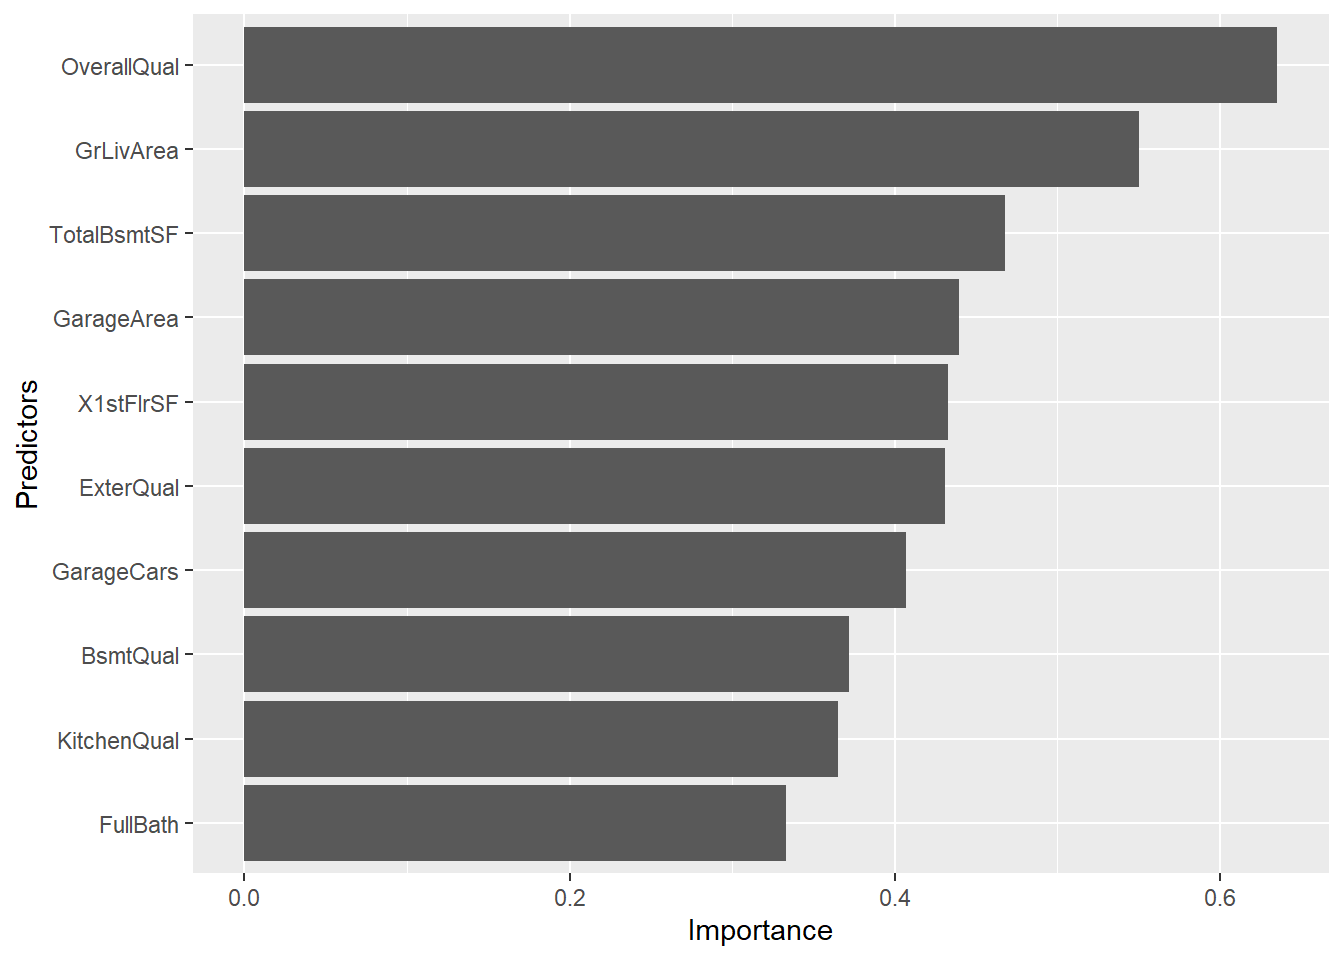 OverallQual
GrLivArea
TotalBsmtSF
GarageArea
X1stFlrSF
ExterQual
GarageCars
BsmtQual
KitchenQual
FullBath
Predictors
0.0 0.2 0.4 0.6
Importance